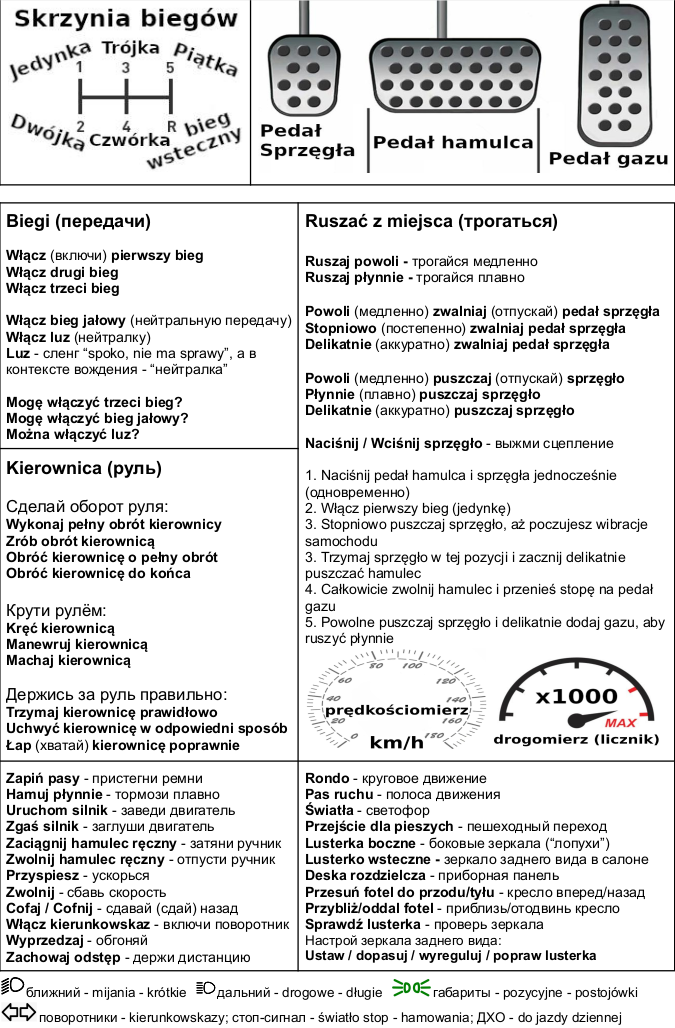 Skrzynia biegów
Jedynka Trójka Piątka
1 3 5
2 4 R
Dwójka Czwórka bieg wsteczny
Pedał
Sprzęgła
Pedał hamulca
Pedał gazu
Biegi (передачи)
Włącz (включи) pierwszy bieg
Włącz drugi bieg
Włącz trzeci bieg
Włącz bieg jałowy (нейтральную передачу)
Włącz luz (нейтралку)
Luz - сленг “spoko, nie ma sprawy”, а в
контексте вождения - “нейтралка”
Mogę włączyć trzeci bieg?
Mogę włączyć bieg jałowy?
Można włączyć luz?
Kierownica (руль)
Сделай оборот руля:
Wykonaj pełny obrót kierownicy
Zrób obrót kierownicą
Obróć kierownicę o pełny obrót
Obróć kierownicę do końca
Крути рулём:
Kręć kierownicą
Manewruj kierownicą
Machaj kierownicą
Держись за руль правильно:
Trzymaj kierownicę prawidłowo
Uchwyć kierownicę w odpowiedni sposób
Łap (хватай) kierownicę poprawnie
Ruszać z miejsca (трогаться)
Ruszaj powoli - трогайся медленно
Ruszaj płynnie - трогайся плавно
Powoli (медленно) zwalniaj (отпускай) pedał sprzęgła
Stopniowo (постепенно) zwalniaj pedał sprzęgła
Delikatnie (аккуратно) zwalniaj pedał sprzęgła
Powoli (медленно) puszczaj (отпускай) sprzęgło
Płynnie (плавно) puszczaj sprzęgło
Delikatnie (аккуратно) puszczaj sprzęgło
Naciśnij / Wciśnij sprzęgło - выжми сцепление
1. Naciśnij pedał hamulca i sprzęgła jednocześnie
(одновременно)
2. Włącz pierwszy bieg (jedynkę)
3. Stopniowo puszczaj sprzęgło, aż poczujesz wibracje
samochodu
3. Trzymaj sprzęgło w tej pozycji i zacznij delikatnie
puszczać hamulec
4. Całkowicie zwolnij hamulec i przenieś stopę na pedał
gazu
5. Powolne puszczaj sprzęgło i delikatnie dodaj gazu, aby
ruszyć płynnie
0 20 40 60 80 100 120 140 160 180
prędkościomierz
km/h
x1000
MAX
drogomierz (licznik)
Zapiń pasy - пристегни ремни
Hamuj płynnie - тормози плавно
Uruchom silnik - заведи двигатель
Zgaś silnik - заглуши двигатель
Zaciągnij hamulec ręczny - затяни ручник
Zwolnij hamulec ręczny - отпусти ручник
Przyspiesz - ускорься
Zwolnij - сбавь скорость
Cofaj / Cofnij - сдавай (сдай) назад
Włącz kierunkowskaz - включи поворотник
Wyprzedzaj - обгоняй
Zachowaj odstęp - держи дистанцию
Rondo - круговое движение
Pas ruchu - полоса движения
Światła - светофор
Przejście dla pieszych - пешеходный переход
Lusterka boczne - боковые зеркала (“лопухи”)
Lusterko wsteczne - зеркало заднего вида в салоне
Deska rozdzielcza - приборная панель
Przesuń fotel do przodu/tyłu - кресло вперед/назад
Przybliż/oddal fotel - приблизь/отодвинь кресло
Sprawdź lusterka - проверь зеркала
Настрой зеркала заднего вида:
Ustaw / dopasuj / wyreguluj / popraw lusterka
ближний - mijania - krótkie дальний - drogowe - długie габариты - pozycyjne - postojówki
поворотники - kierunkowskazy; стоп-сигнал - światło stop - hamowania; ДХО - do jazdy dziennej